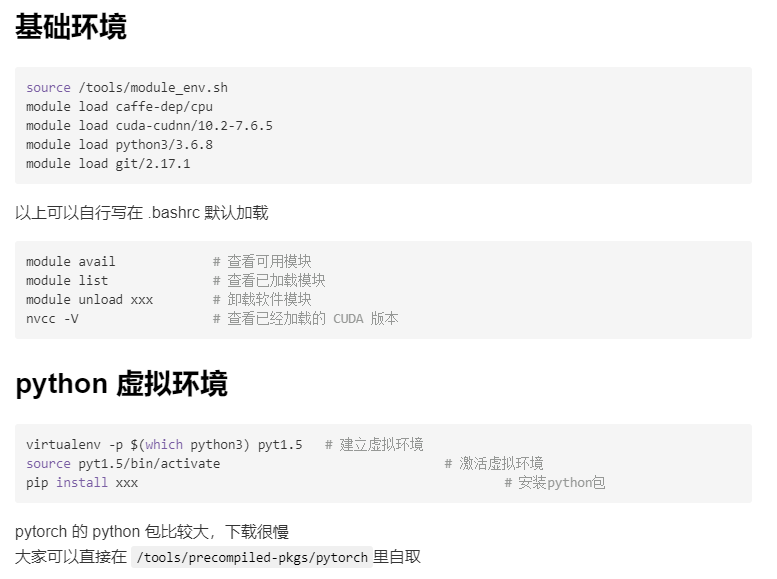 基础环境
source /tools/module_env.sh
module load caffe-dep/cpu
module load cuda-cudnn/10.2-7.6.5
module load python3/3.6.8
module load git/2.17.1
以上可以自行写在 .bashrc 默认加载
module avail # 查看可用模块
module list # 查看已加载模块
module unload xxx # 卸载软件模块
nvcc -V # 查看已经加载的 CUDA 版本
python 虚拟环境
virtualenv -p $(which python3) pyt1.5 # 建立虚拟环境
source pyt1.5/bin/activate # 激活虚拟环境
pip install xxx # 安装python包
pytorch 的 python 包比较大，下载很慢
大家可以直接在 /tools/precompiled-pkgs/pytorch 里自取